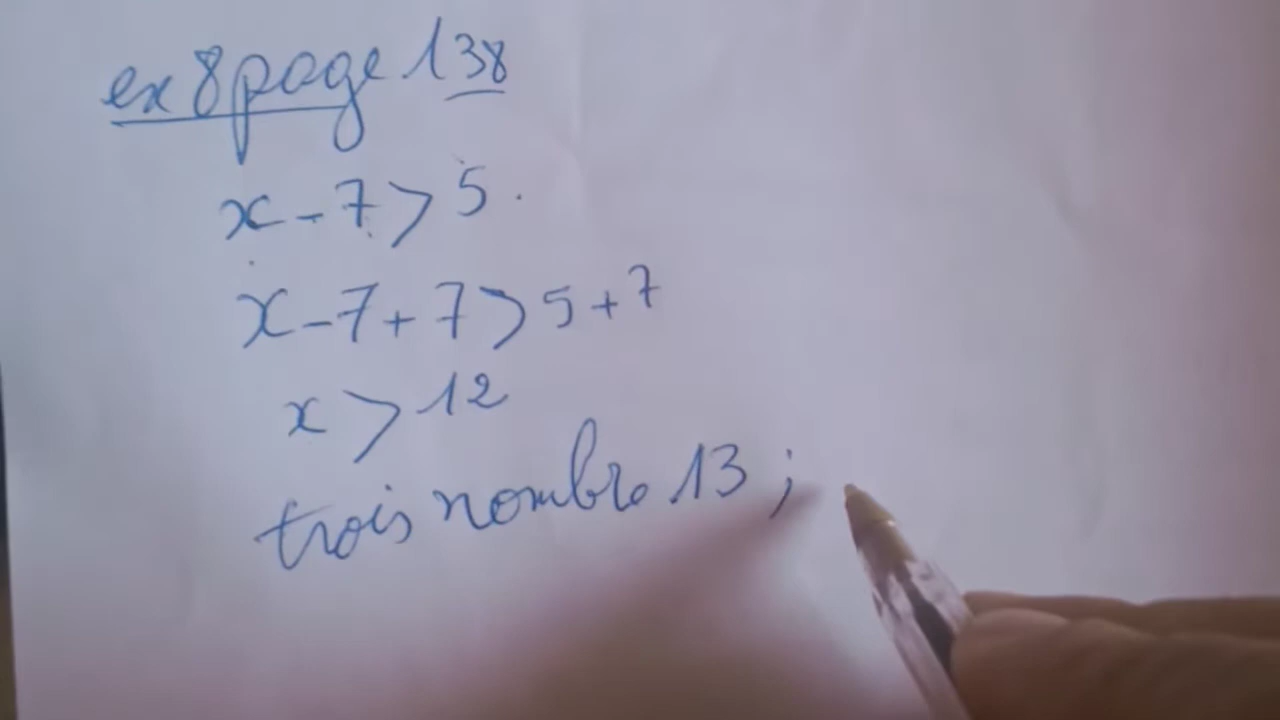 ex 8 page 138
x - 7 > 5.
x - 7 + 7 > 5 + 7
x > 12
trois nombre 13 ;